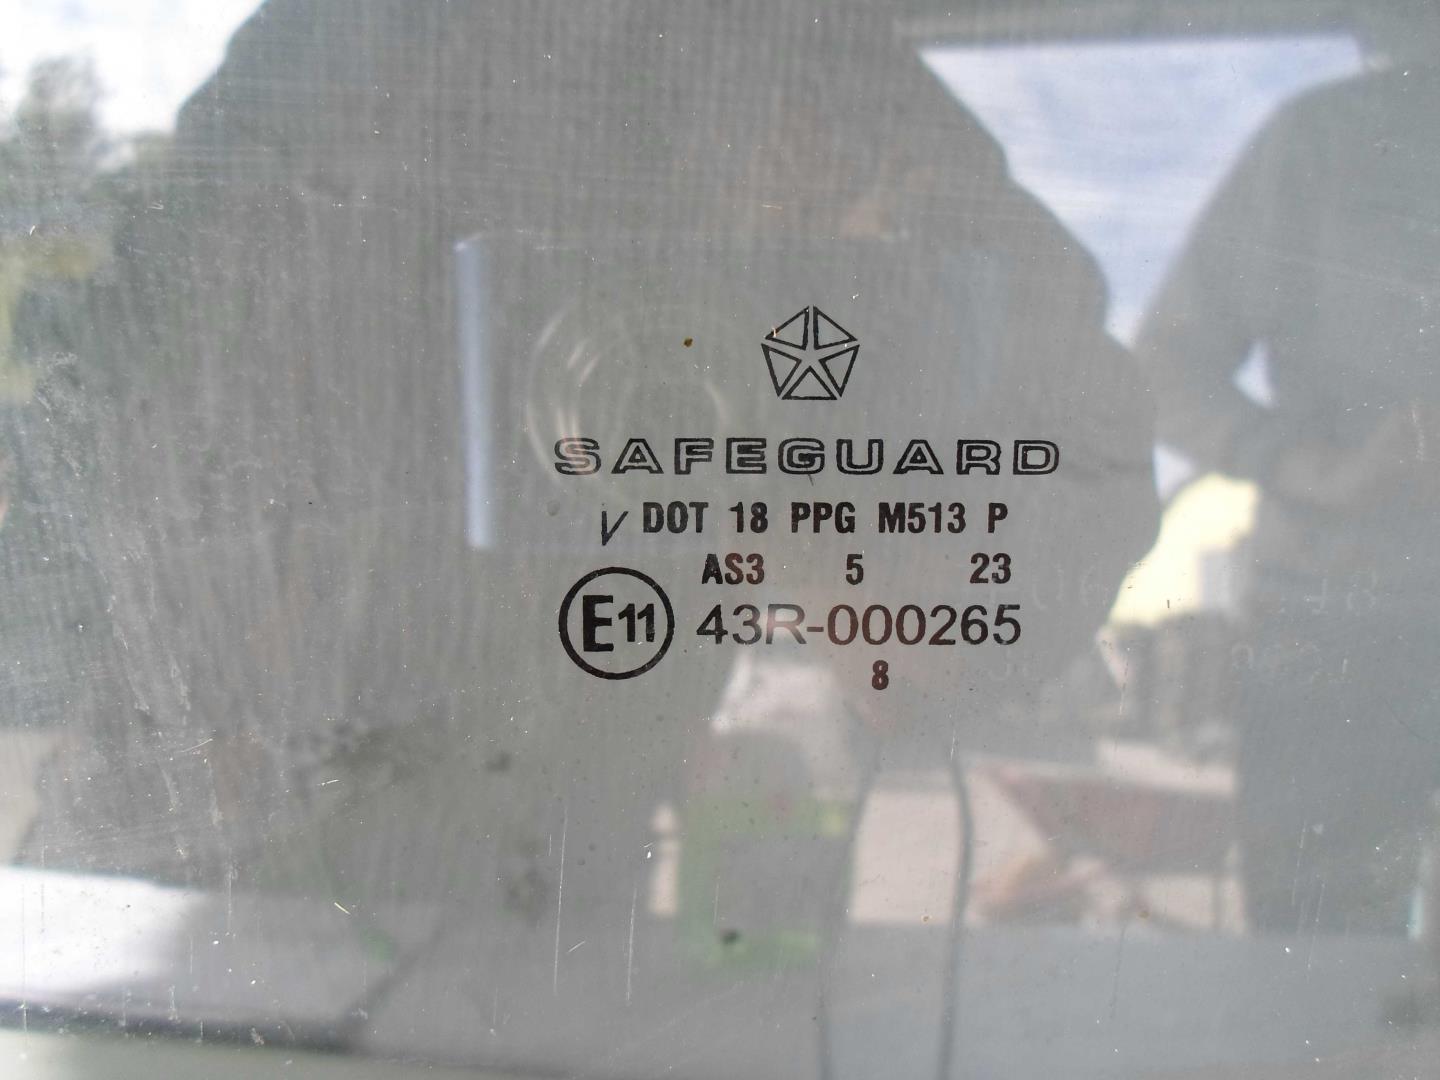 SAFEGUARD
V DOT 18 PPG M513 P
AS3 5 23
E11 43R-000265
8